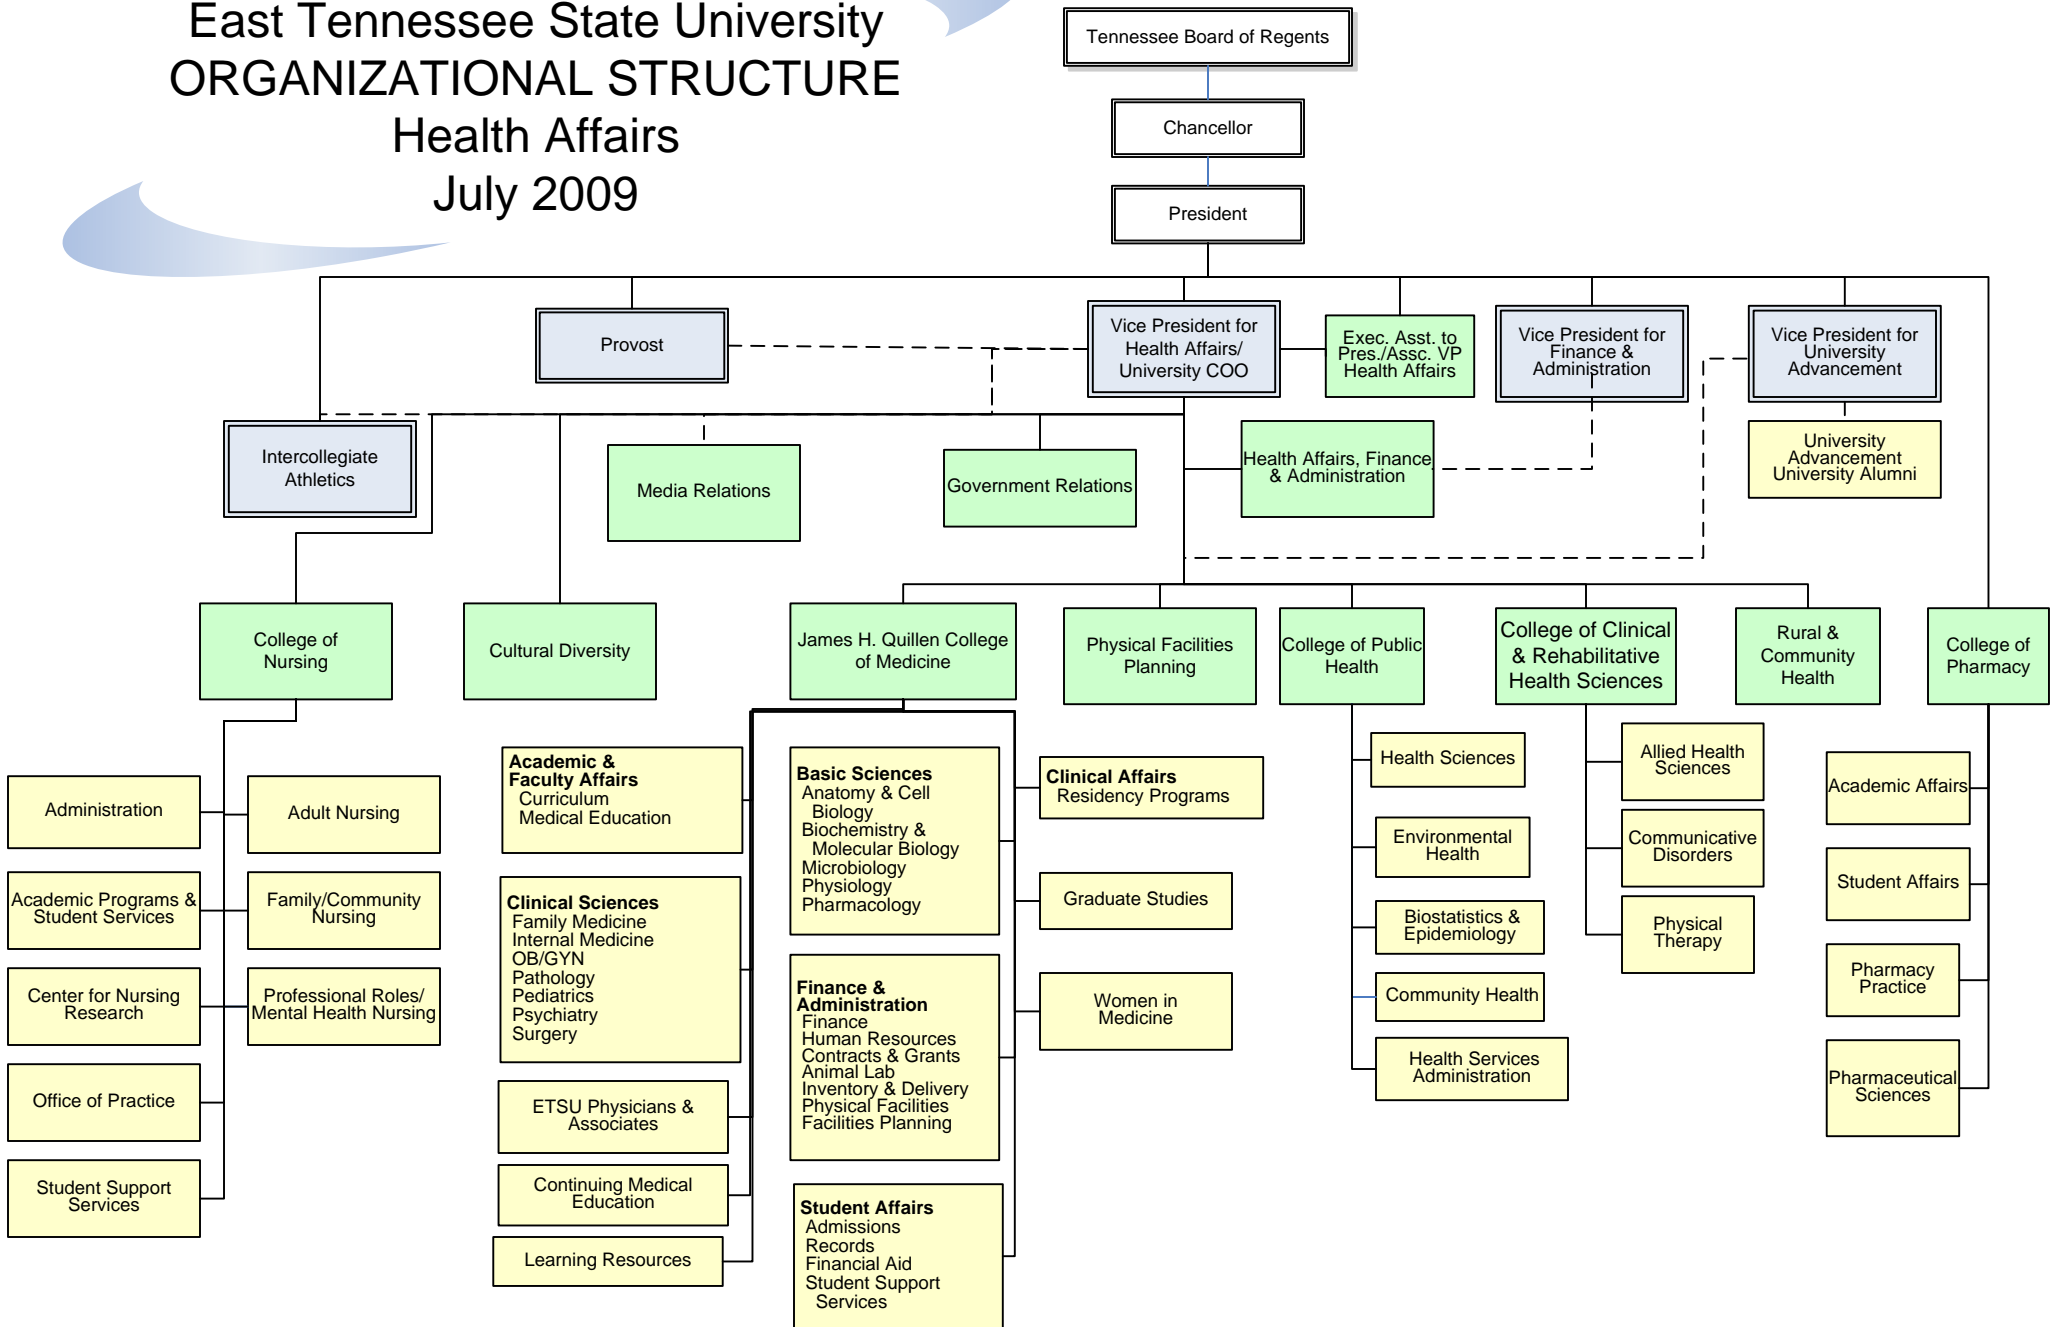 East Tennessee State University
ORGANIZATIONAL STRUCTURE
Health Affairs
July 2009
Tennessee Board of Regents
Chancellor
President
Provost
Vice President for
Health Affairs/
University COO
Exec. Asst. to
Pres./Assc. VP
Health Affairs
Vice President for
Finance &
Administration
Vice President for
University
Advancement
Intercollegiate
Athletics
Media Relations
Government Relations
Health Affairs, Finance
& Administration
University
Advancement
University Alumni
College of
Nursing
Cultural Diversity
James H. Quillen College
of Medicine
Physical Facilities
Planning
College of Public
Health
College of Clinical
& Rehabilitative
Health Sciences
Rural &
Community
Health
College of
Pharmacy
Administration
Adult Nursing
Academic Programs &
Student Services
Family/Community
Nursing
Center for Nursing
Research
Professional Roles/
Mental Health Nursing
Office of Practice
Student Support
Services
Academic &
Faculty Affairs
Curriculum
Medical Education
Clinical Sciences
Family Medicine
Internal Medicine
OB/GYN
Pathology
Pediatrics
Psychiatry
Surgery
ETSU Physicians &
Associates
Continuing Medical
Education
Learning Resources
Basic Sciences
Anatomy & Cell
Biology
Biochemistry &
Molecular Biology
Microbiology
Physiology
Pharmacology
Finance &
Administration
Finance
Human Resources
Contracts & Grants
Animal Lab
Inventory & Delivery
Physical Facilities
Facilities Planning
Student Affairs
Admissions
Records
Financial Aid
Student Support
Services
Clinical Affairs
Residency Programs
Graduate Studies
Women in
Medicine
Health Sciences
Environmental
Health
Biostatistics &
Epidemiology
Community Health
Health Services
Administration
Allied Health
Sciences
Communicative
Disorders
Physical
Therapy
Academic Affairs
Student Affairs
Pharmacy
Practice
Pharmaceutical
Sciences